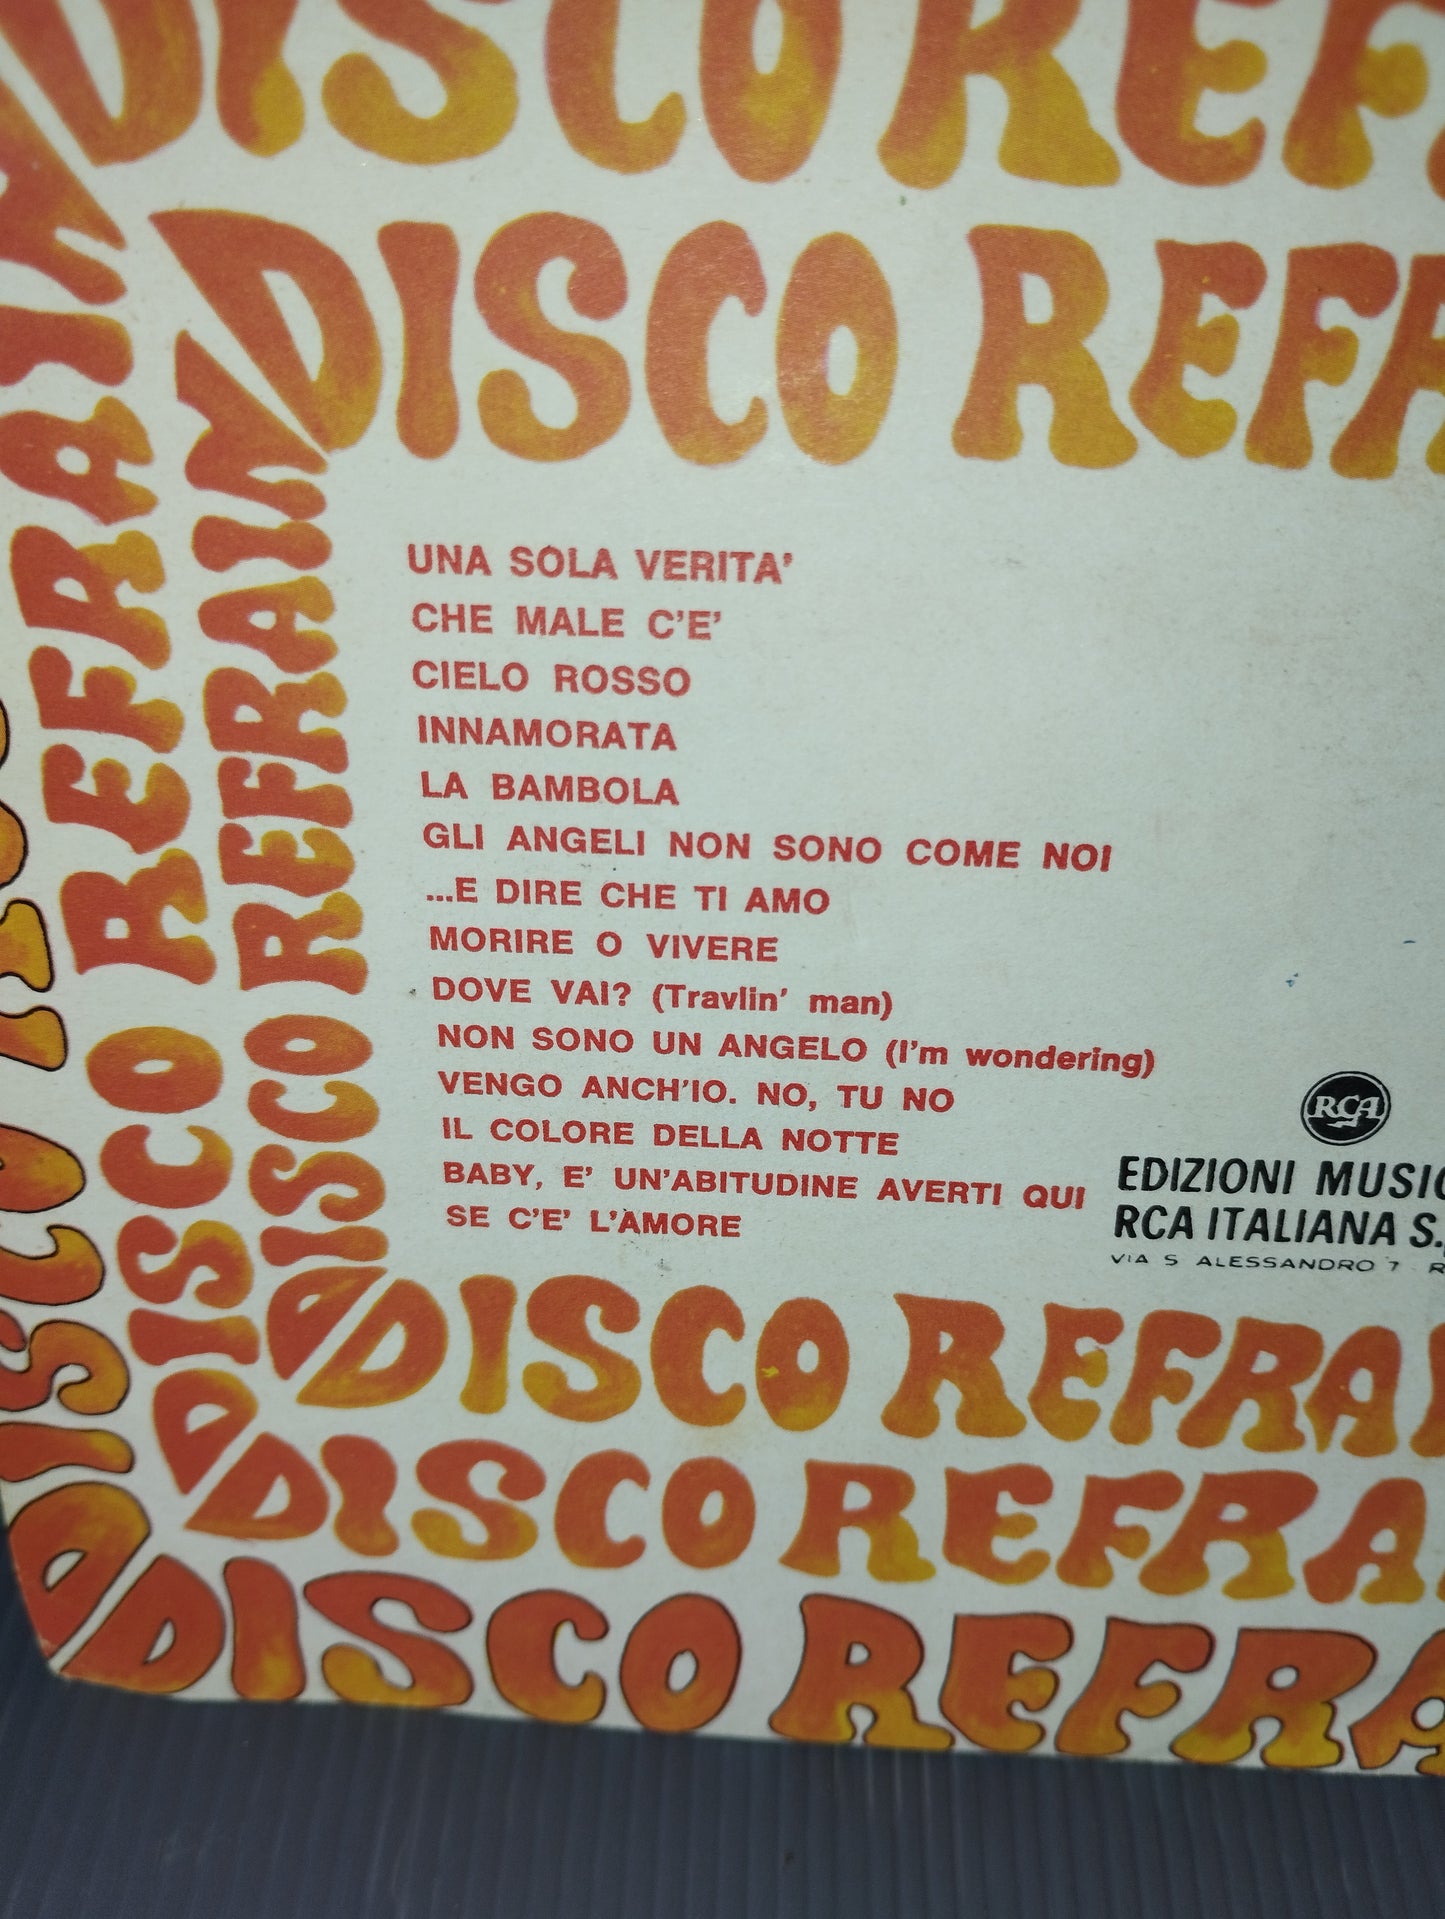 DISCO REF
DISCO REFR
DISCO REFRAIN
DISCO REFRAIN
UNA SOLA VERITA'
CHE MALE C'E'
CIELO ROSSO
INNAMORATA
LA BAMBOLA
GLI ANGELI NON SONO COME NOI
...E DIRE CHE TI AMO
MORIRE O VIVERE
DOVE VAI? (Travlin' man)
NON SONO UN ANGELO (I'm wondering)
VENGO ANCH'IO. NO, TU NO
IL COLORE DELLA NOTTE
BABY, E' UN'ABITUDINE AVERTI QUI
SE C'E' L'AMORE
RCA
EDIZIONI MUSIC
RCA ITALIANA S.
VIA S ALESSANDRO 7 R
DISCO REFRA
DISCO REFRA
DISCO REFRA